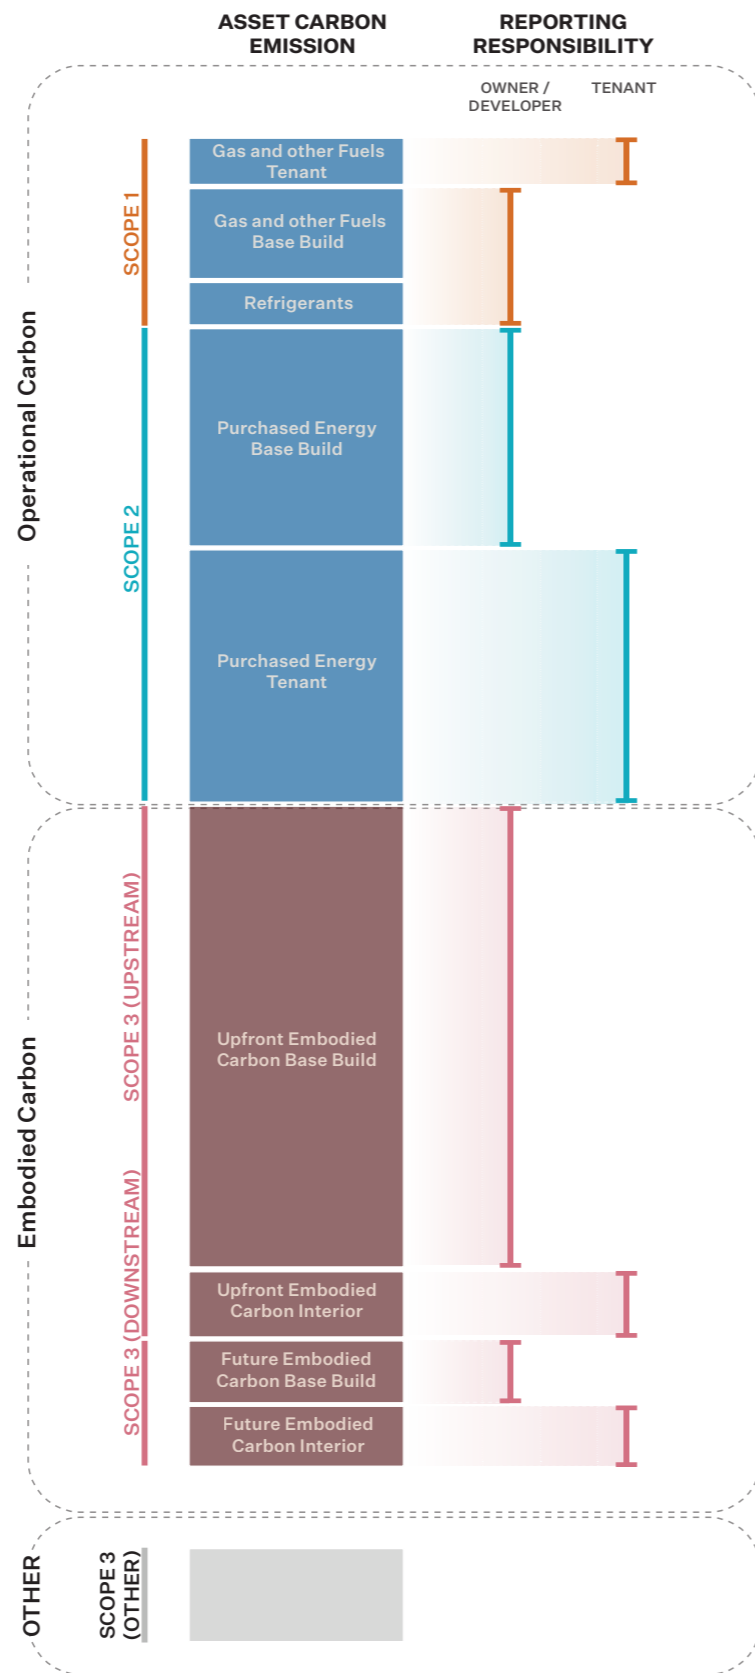 ASSET CARBON
EMISSION
REPORTING
RESPONSIBILITY
OWNER /
DEVELOPER
TENANT
Operational Carbon
SCOPE 1
Gas and other Fuels
Tenant
Gas and other Fuels
Base Build
Refrigerants
SCOPE 2
Purchased Energy
Base Build
Purchased Energy
Tenant
Embodied Carbon
SCOPE 3 (UPSTREAM)
Upfront Embodied
Carbon Base Build
Upfront Embodied
Carbon Interior
SCOPE 3 (DOWNSTREAM)
Future Embodied
Carbon Base Build
Future Embodied
Carbon Interior
OTHER
SCOPE 3
(OTHER)